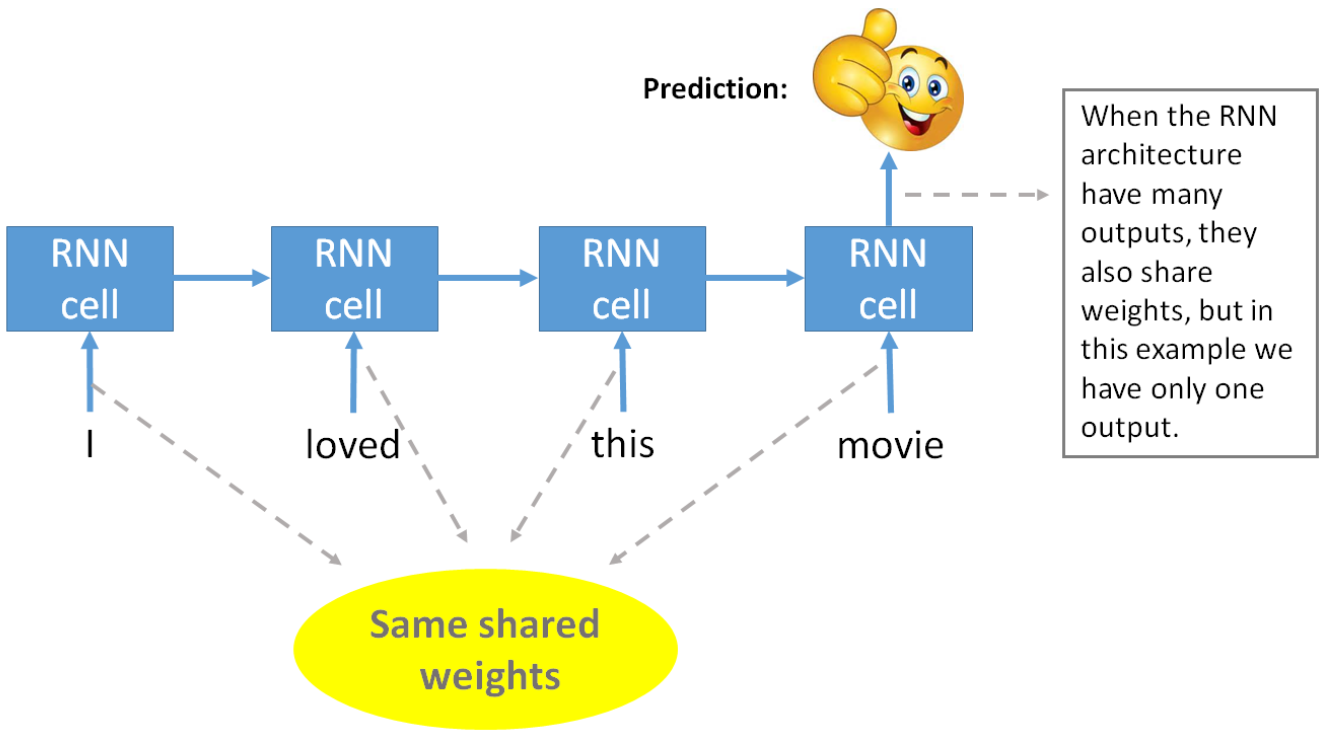 Prediction:
When the RNN
architecture
have many
outputs, they
also share
weights, but in
this example we
have only one
output.
RNN
cell
RNN
cell
RNN
cell
RNN
cell
I
loved
this
movie
Same shared
weights